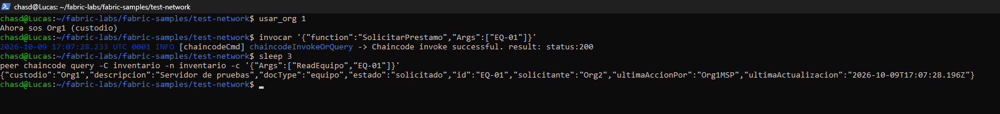 chasd@Lucas: ~/fabric-labs/fabric-samples/test-network
chasd@Lucas:~/fabric-labs/fabric-samples/test-network$ usar_org 1
Ahora sos Org1 (custodio)
chasd@Lucas:~/fabric-labs/fabric-samples/test-network$ invocar '{"function":"SolicitarPrestamo","Args":["EQ-01"]}'
2026-10-09 17:07:28.233 UTC 0001 INFO [chaincodeCmd] chaincodeInvokeOrQuery -> Chaincode invoke successful. result: status:200
chasd@Lucas:~/fabric-labs/fabric-samples/test-network$ sleep 3
peer chaincode query -C inventario -n inventario -c '{"Args":["ReadEquipo","EQ-01"]}'
{"custodio":"Org1","descripcion":"Servidor de pruebas","docType":"equipo","estado":"solicitado","id":"EQ-01","solicitante":"Org2","ultimaAccionPor":"Org1MSP","ultimaActualizacion":"2026-10-09T17:07:28.196Z"}
chasd@Lucas:~/fabric-labs/fabric-samples/test-network$